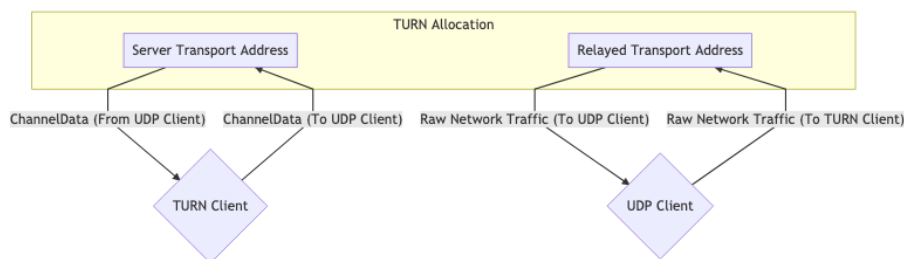 TURN Allocation
Server Transport Address
Relayed Transport Address
ChannelData (From UDP Client)
ChannelData (To UDP Client)
Raw Network Traffic (To UDP Client)
Raw Network Traffic (To TURN Client)
TURN Client
UDP Client